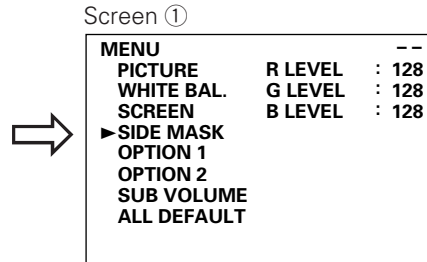 Screen ①
MENU – –
PICTURE R LEVEL : 128
WHITE BAL. G LEVEL : 128
SCREEN B LEVEL : 128
►SIDE MASK
OPTION 1
OPTION 2
SUB VOLUME
ALL DEFAULT